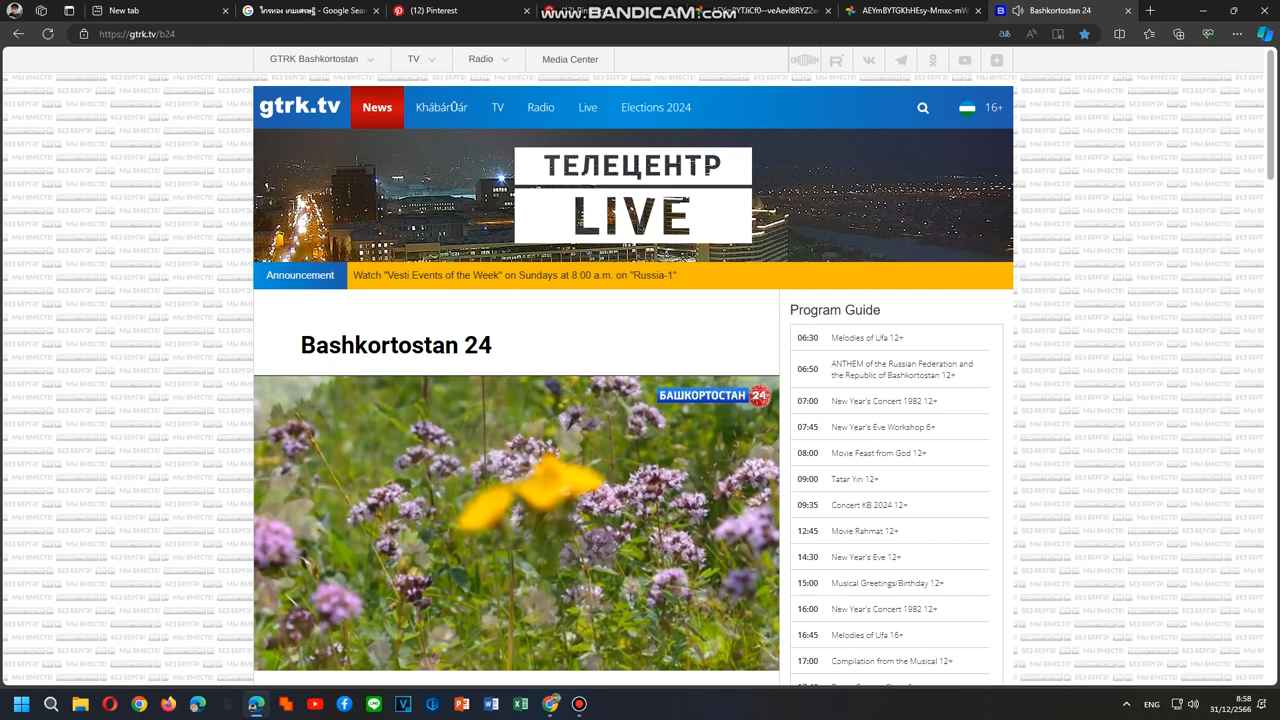 www.BANDICAM.com
New tab
Pinterest
Bashkortostan 24
https://gtrk.tv/b24
GTRK Bashkortostan
TV
Radio
Media Center
gtrk.tv
News
TV
Radio
Live
Elections 2024
16+
ТЕЛЕЦЕНТР
LIVE
Announcement
Watch "Vesti.Events of the Week" on Sundays at 8:00 a.m. on "Russia-1"
Bashkortostan 24
БАШКОРТОСТАН 24
Program Guide
06:30 Melodies of Ufa 12+
06:50 ANTHEM of the Russian Federation and
the Republic of Bashkortostan 12+
07:00 New Year's Concert 1982 12+
07:45 New Year's Eve Workshop 6+
08:00 Movie Feast from Sibai 12+
09:00 Tatar Yiri 12+
09:35 Concert KB 2024 12+
12:45 Movie Rahmat 12+
14:30 New Year's Eve 12+
15:00 Musical Greetings/Birthday 12+
16:00 New Year's Concert 1982 12+
16:45 Melodies of Ufa 16+
17:00 Compilation from the Musical 12+
МЫ ВМЕСТЕ!
БЕЗ БЕРГӘ!
ENG
8:58
31/12/2566